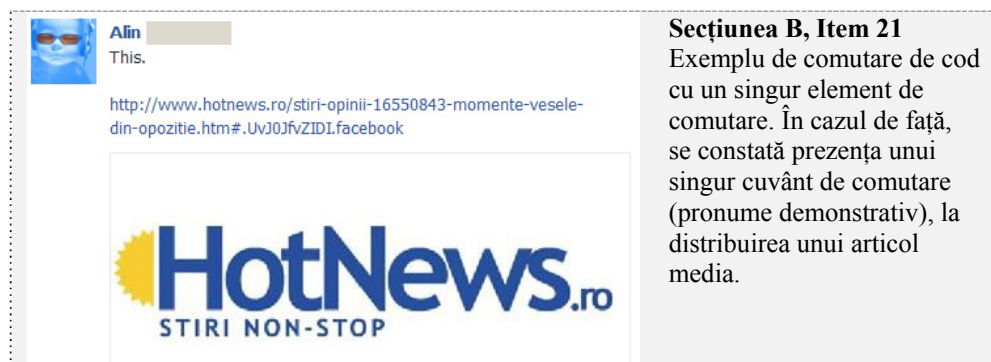 Alin
This.
http://www.hotnews.ro/stiri-opinii-16550843-momente-vesele-
din-opozitie.htm#.UvJ0JfvZIDI.facebook
HotNews.ro
STIRI NON-STOP
Secțiunea B, Item 21
Exemplu de comutare de cod
cu un singur element de
comutare. În cazul de față,
se constată prezența unui
singur cuvânt de comutare
(pronume demonstrativ), la
distribuirea unui articol
media.